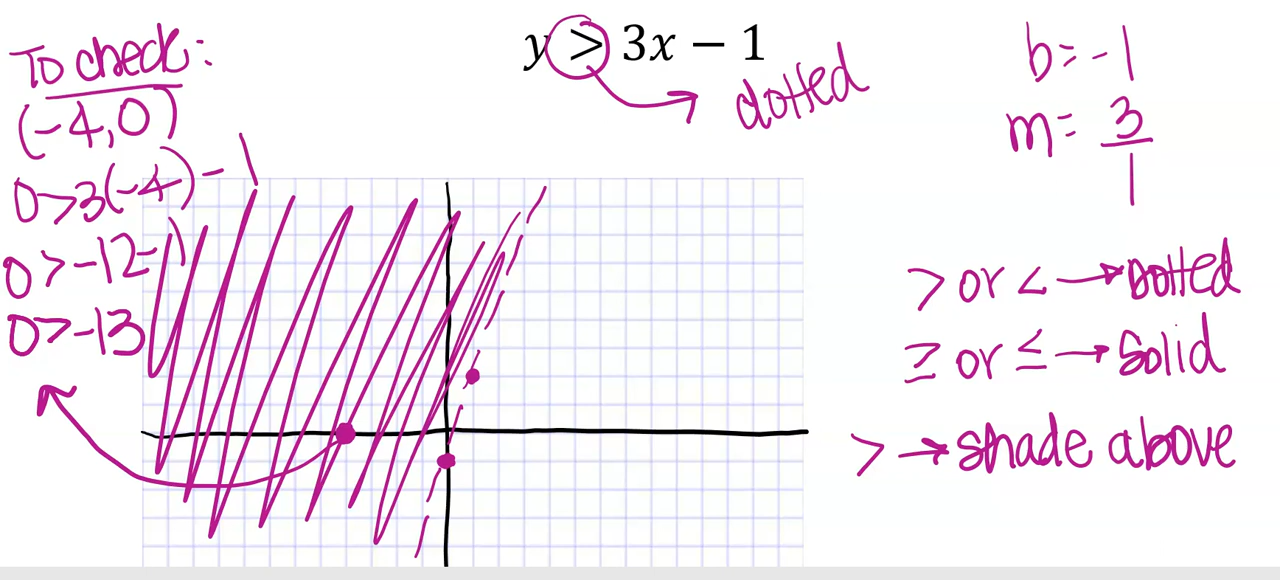 y > 3x − 1
dotted
To check:
(-4,0)
0>3(-4)-1
0>-12-1
0>-13
b=-1
m=3/1
> or < → Dotted
≥ or ≤ → Solid
> → shade above